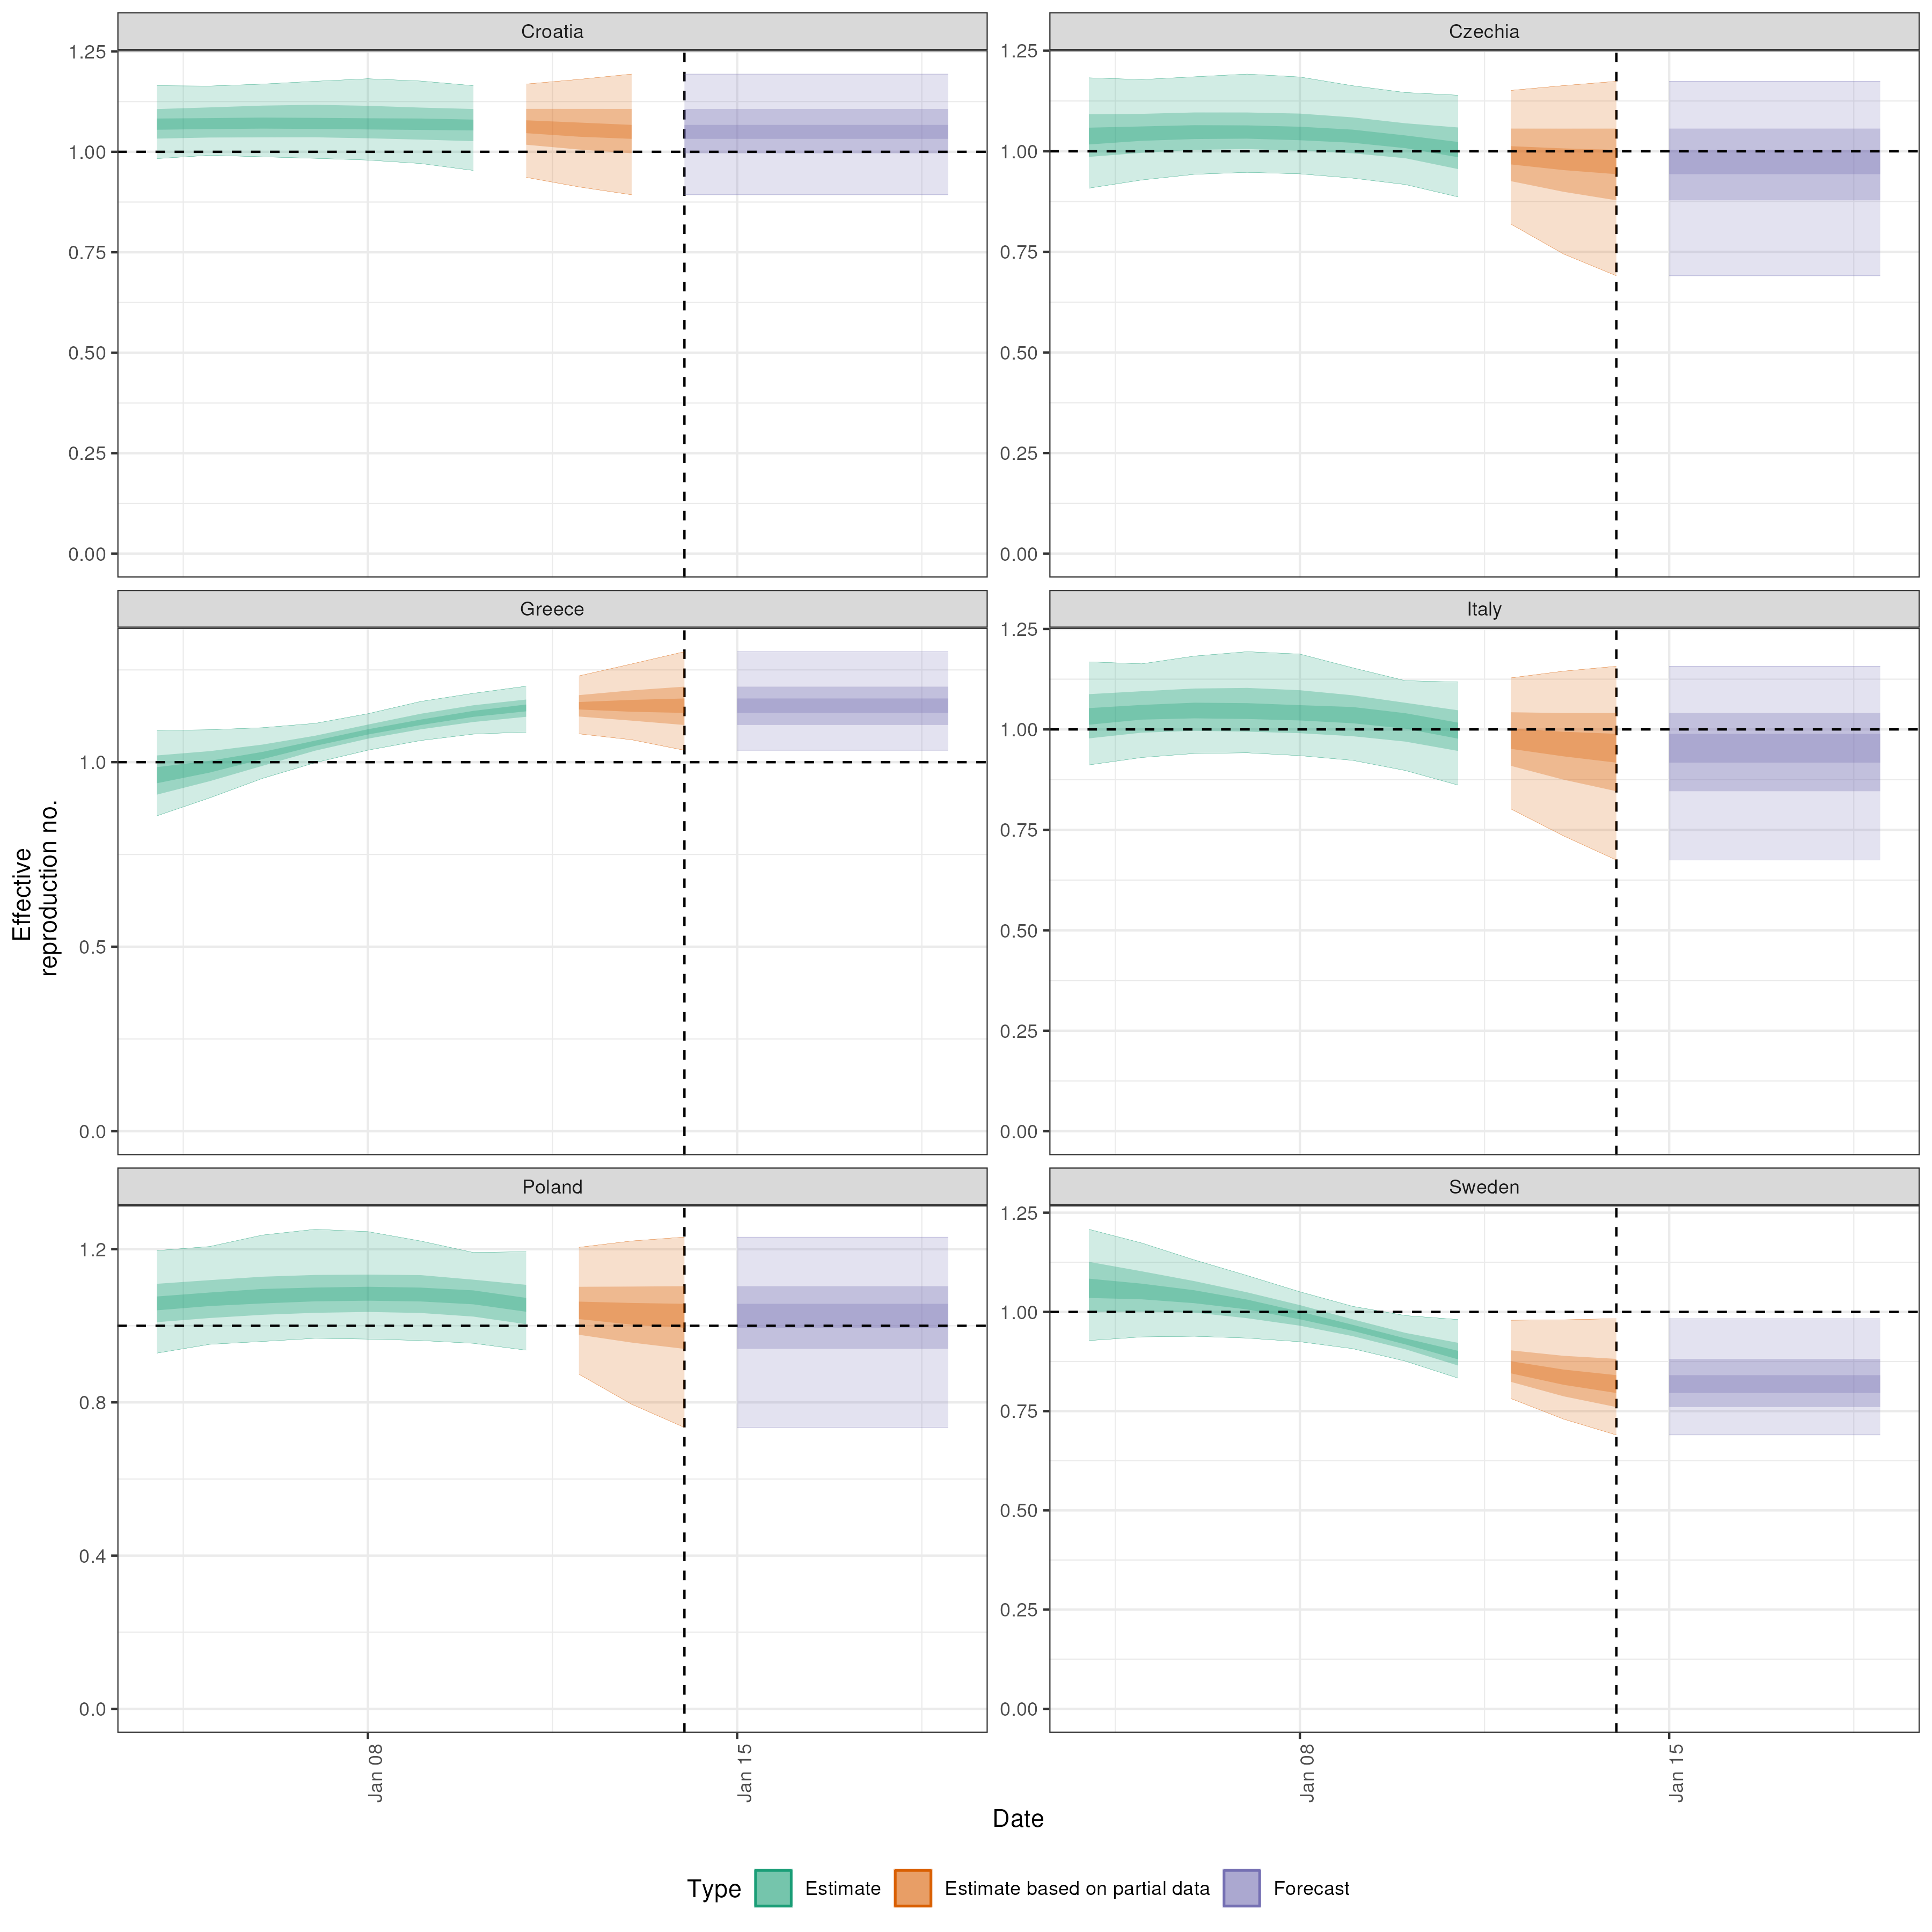 Croatia
Czechia
1.25
1.00
0.75
0.50
0.25
0.00
1.25
1.00
0.75
0.50
0.25
0.00
Greece
Italy
1.0
0.5
0.0
1.25
1.00
0.75
0.50
0.25
0.00
Poland
Sweden
1.2
0.8
0.4
0.0
1.25
1.00
0.75
0.50
0.25
0.00
Effective
reproduction no.
Jan 08
Jan 15
Jan 08
Jan 15
Date
Type
Estimate
Estimate based on partial data
Forecast